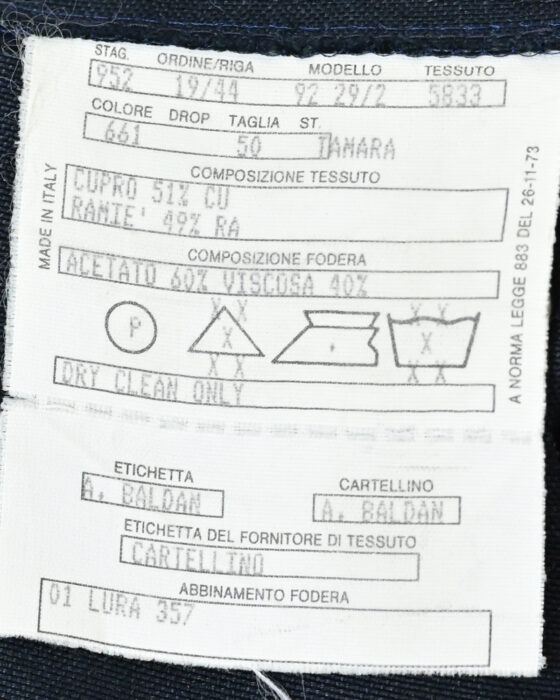 STAG. ORDINE/RIGA MODELLO TESSUTO
952 19/44 92 29/2 5833
COLORE DROP TAGLIA ST.
661 50 TAMARA
COMPOSIZIONE TESSUTO
CUPRO 51% CU
RAMIE' 49% RA
COMPOSIZIONE FODERA
ACETATO 60% VISCOSA 40%
P
DRY CLEAN ONLY
MADE IN ITALY
A NORMA LEGGE 883 DEL 26-11-73
ETICHETTA CARTELLINO
A. BALDAN A. BALDAN
ETICHETTA DEL FORNITORE DI TESSUTO
CARTELLINO
ABBINAMENTO FODERA
01 LURA 357